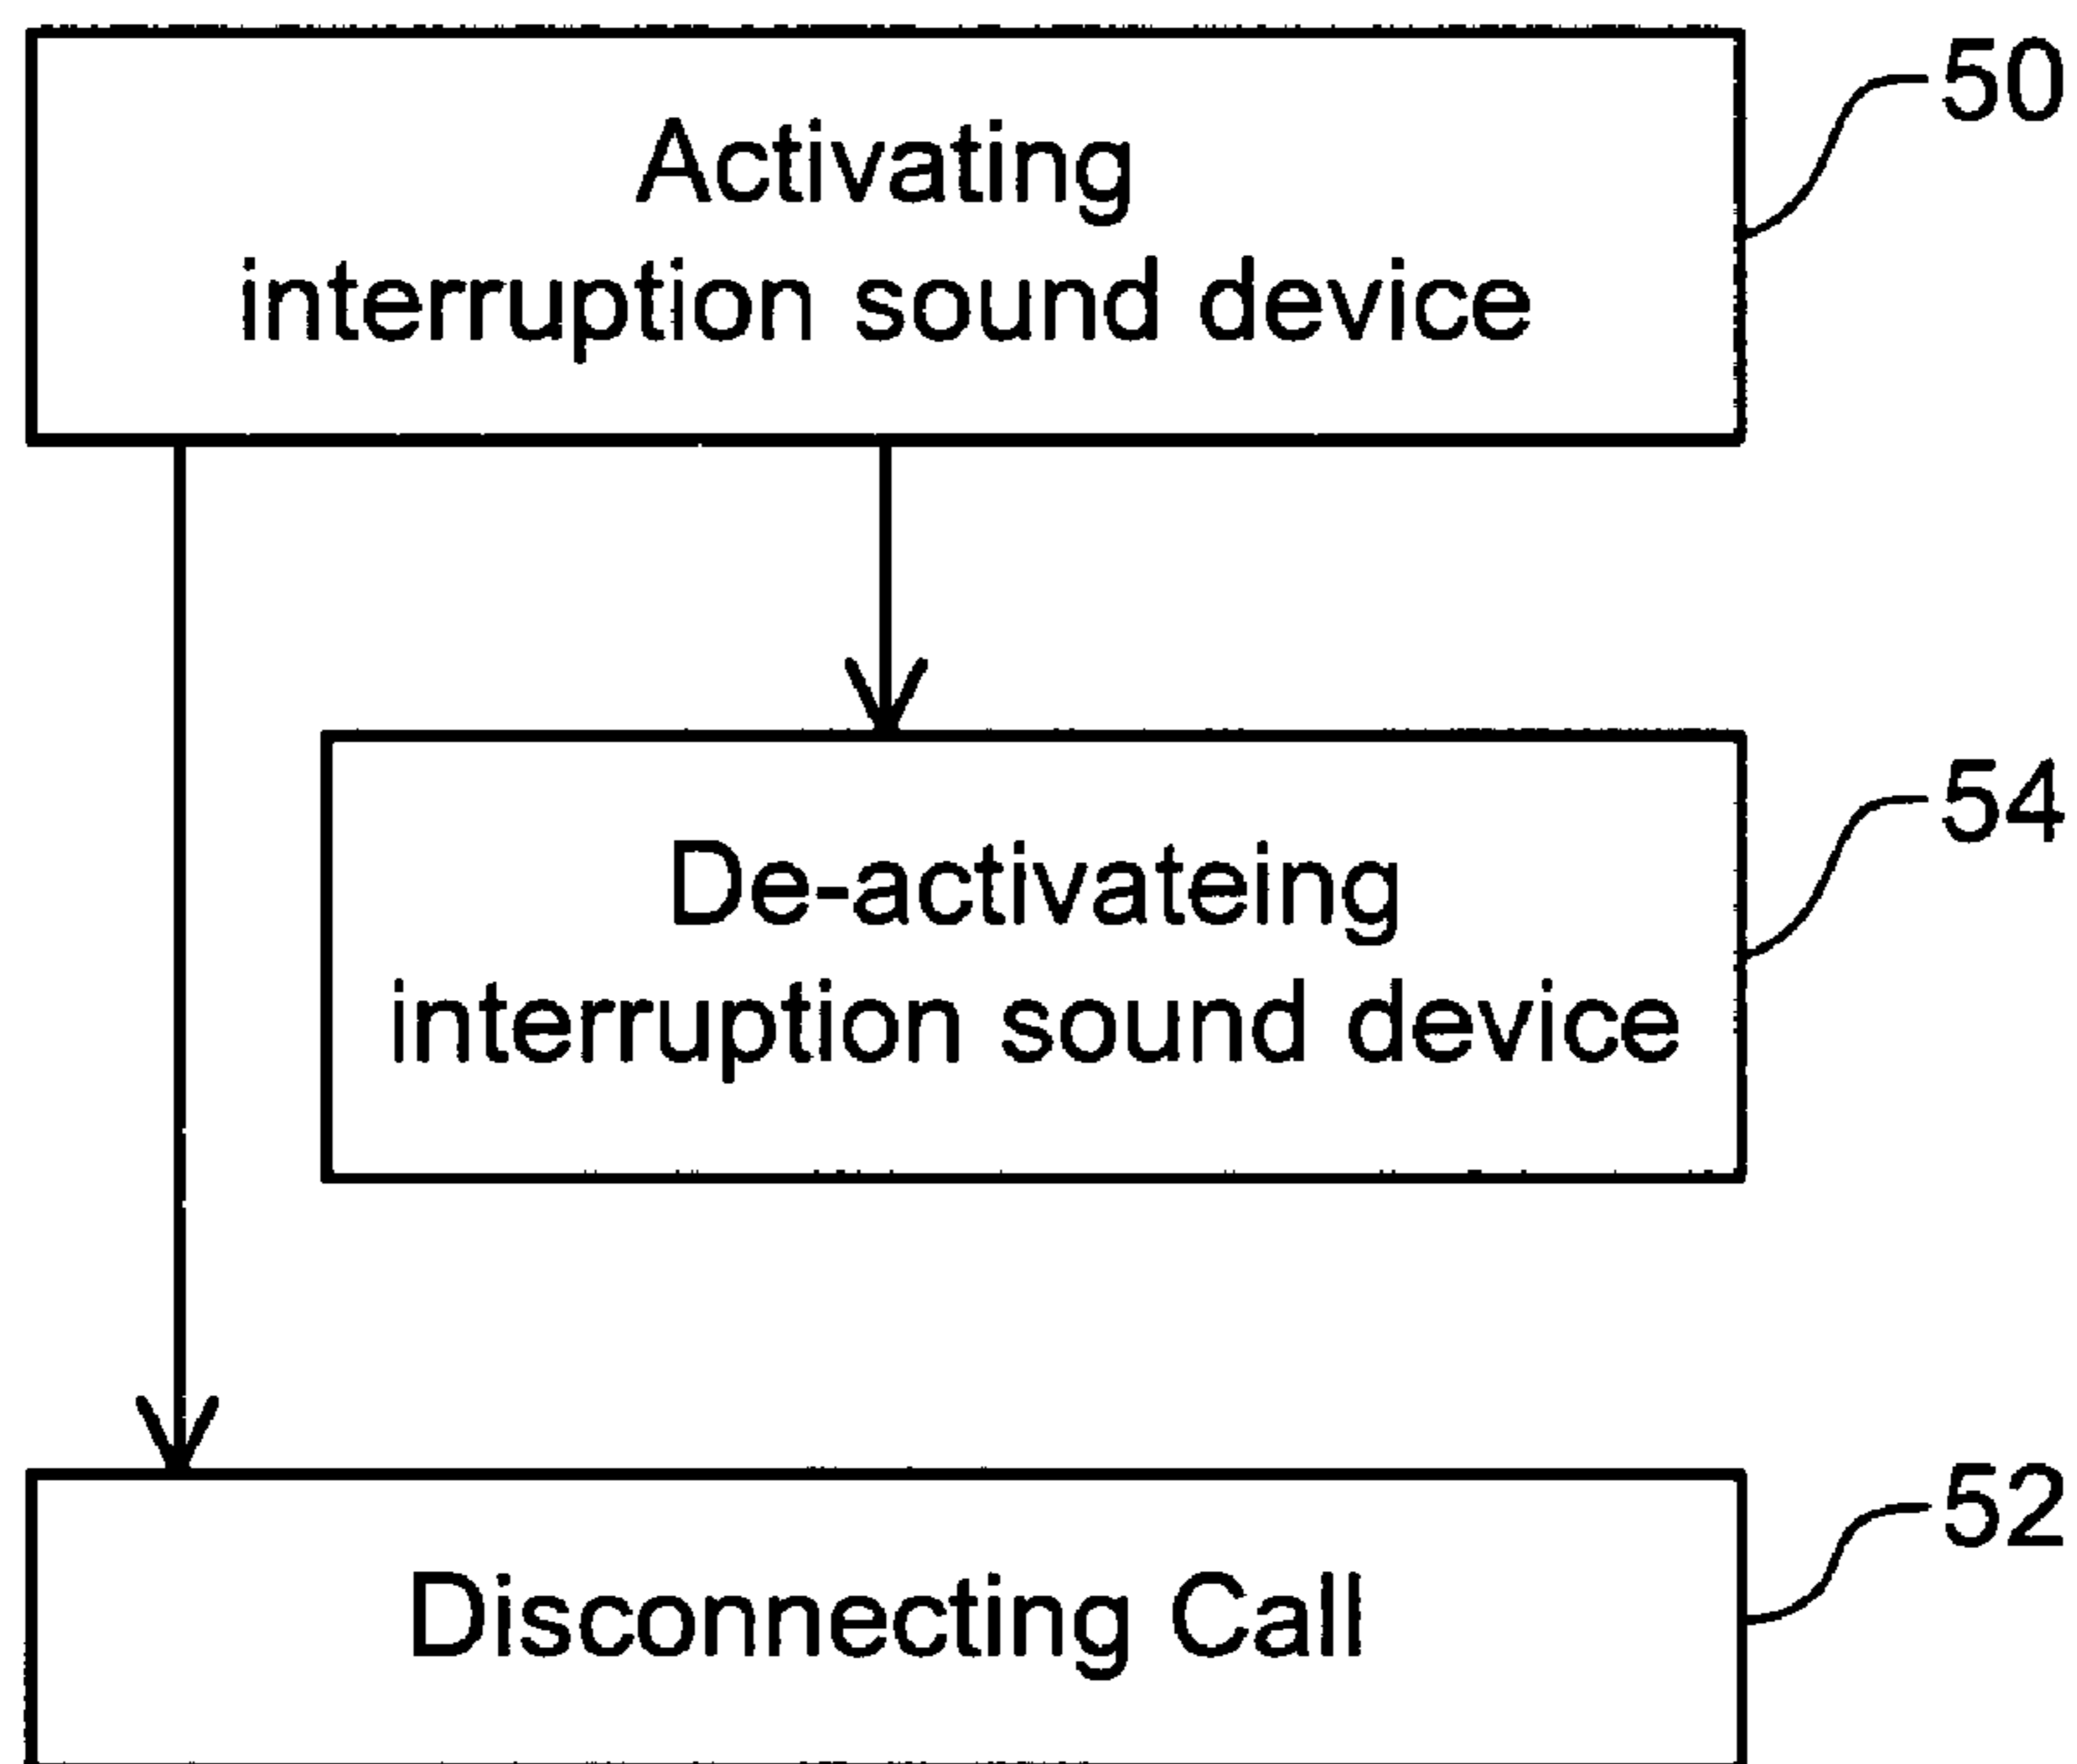 50
Activating
interruption sound device
54
De-activateing
interruption sound device
52
Disconnecting Call